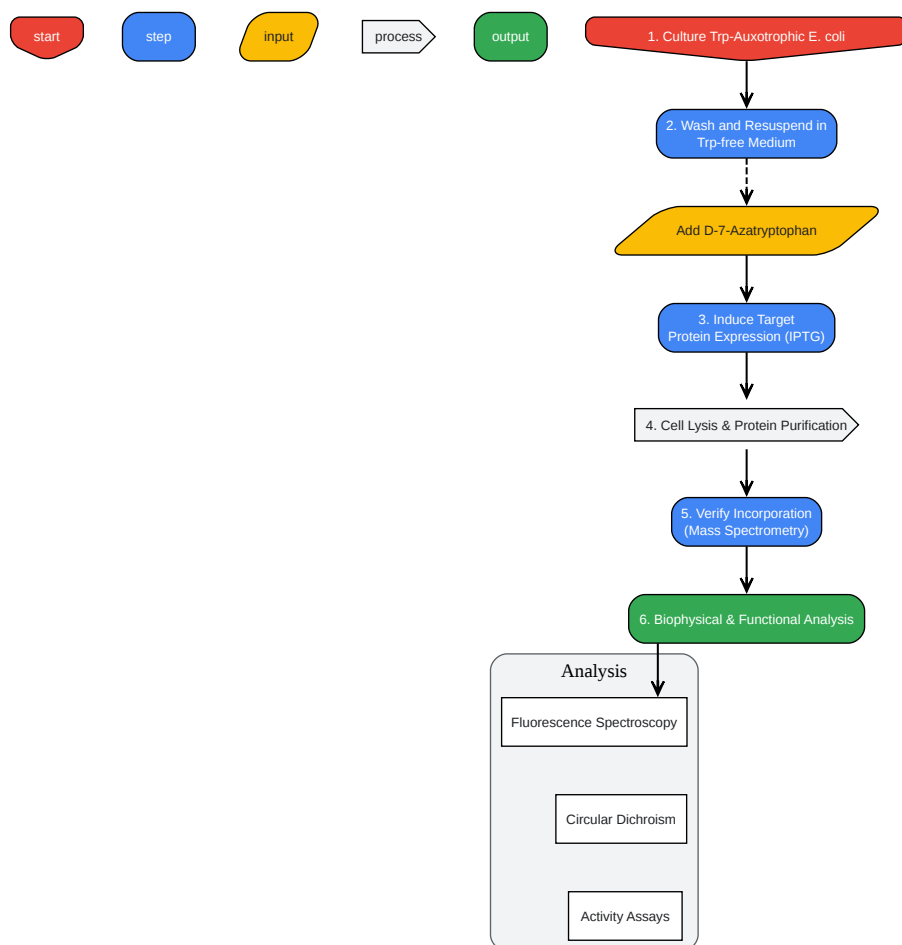 start
step
input
process
output
1. Culture Trp-Auxotrophic E. coli
2. Wash and Resuspend in
Trp-free Medium
Add D-7-Azatryptophan
3. Induce Target
Protein Expression (IPTG)
4. Cell Lysis & Protein Purification
5. Verify Incorporation
(Mass Spectrometry)
6. Biophysical & Functional Analysis
Analysis
Fluorescence Spectroscopy
Circular Dichroism
Activity Assays